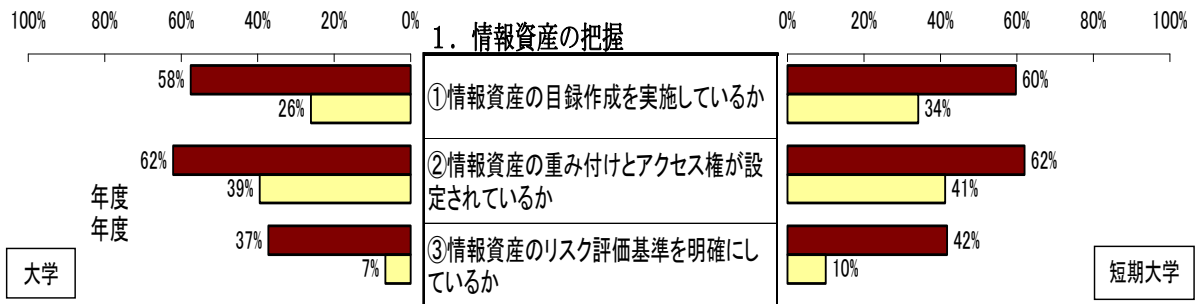 100% 80% 60% 40% 20% 0%
0% 20% 40% 60% 80% 100%
1. 情報資産の把握
58%
26%
①情報資産の目録作成を実施しているか
60%
34%
62%
39%
②情報資産の重み付けとアクセス権が設
定されているか
62%
41%
年度
年度
37%
7%
③情報資産のリスク評価基準を明確にし
ているか
42%
10%
大学
短期大学